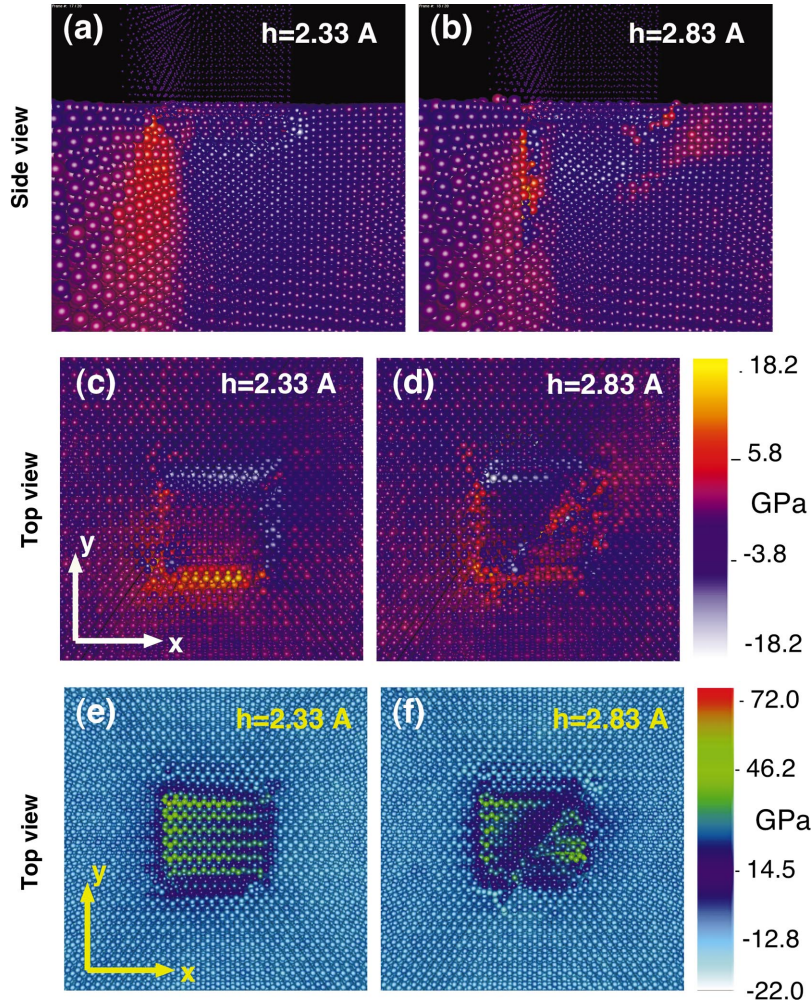 (a) h=2.33 A (b) h=2.83 A
Side view
(c) h=2.33 A (d) h=2.83 A
18.2
5.8
GPa
-3.8
-18.2
Top view
y
x
(e) h=2.33 A (f) h=2.83 A
72.0
46.2
GPa
14.5
-12.8
-22.0
Top view
y
x